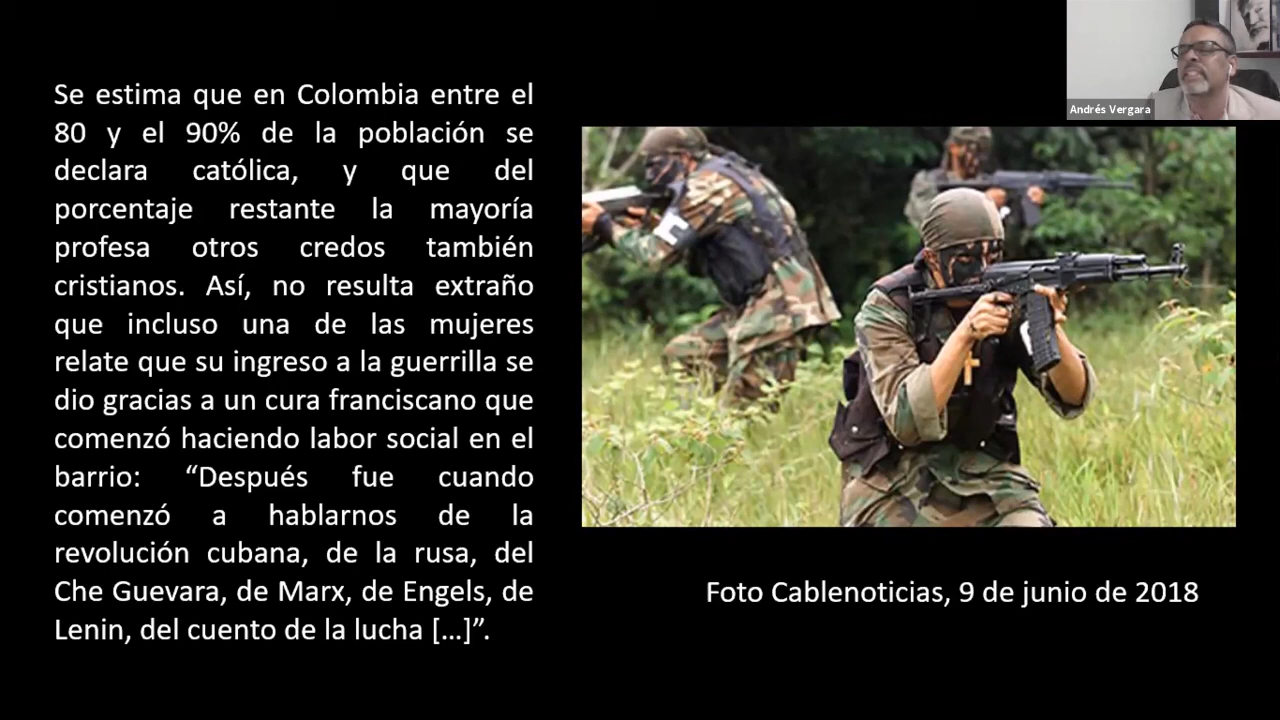 Se estima que en Colombia entre el
80 y el 90% de la población se
declara católica, y que del
porcentaje restante la mayoría
profesa otros credos también
cristianos. Así, no resulta extraño
que incluso una de las mujeres
relate que su ingreso a la guerrilla se
dio gracias a un cura franciscano que
comenzó haciendo labor social en el
barrio: “Después fue cuando
comenzó a hablarnos de la
revolución cubana, de la rusa, del
Che Guevara, de Marx, de Engels, de
Lenin, del cuento de la lucha [...]”.
Andrés Vergara
Foto Cablenoticias, 9 de junio de 2018